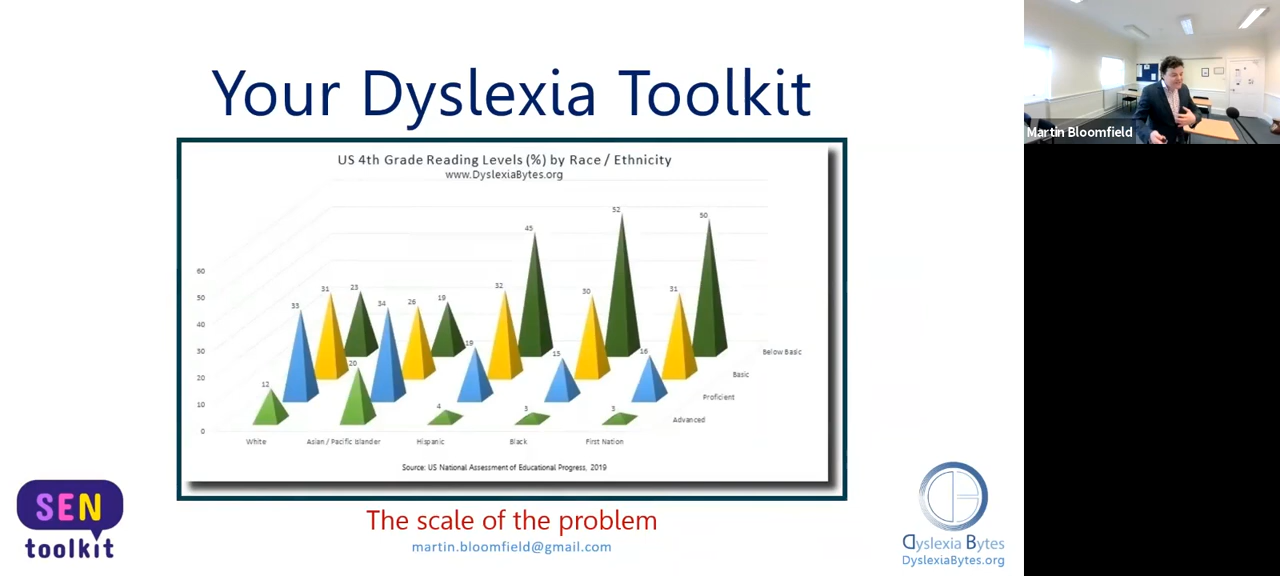 Your Dyslexia Toolkit
Martin Bloomfield
US 4th Grade Reading Levels (%) by Race / Ethnicity
www.DyslexiaBytes.org
52
50
45
60
31
23
32
30
31
50
33
34
26
19
40
19
15
16
Below Basic
30
20
Basic
20
12
Proficient
10
4
3
3
Advanced
0
White
Asian / Pacific Islander
Hispanic
Black
First Nation
Source: US National Assessment of Educational Progress, 2019
SEN
toolkit
The scale of the problem
martin.bloomfield@gmail.com
Dyslexia Bytes
DyslexiaBytes.org